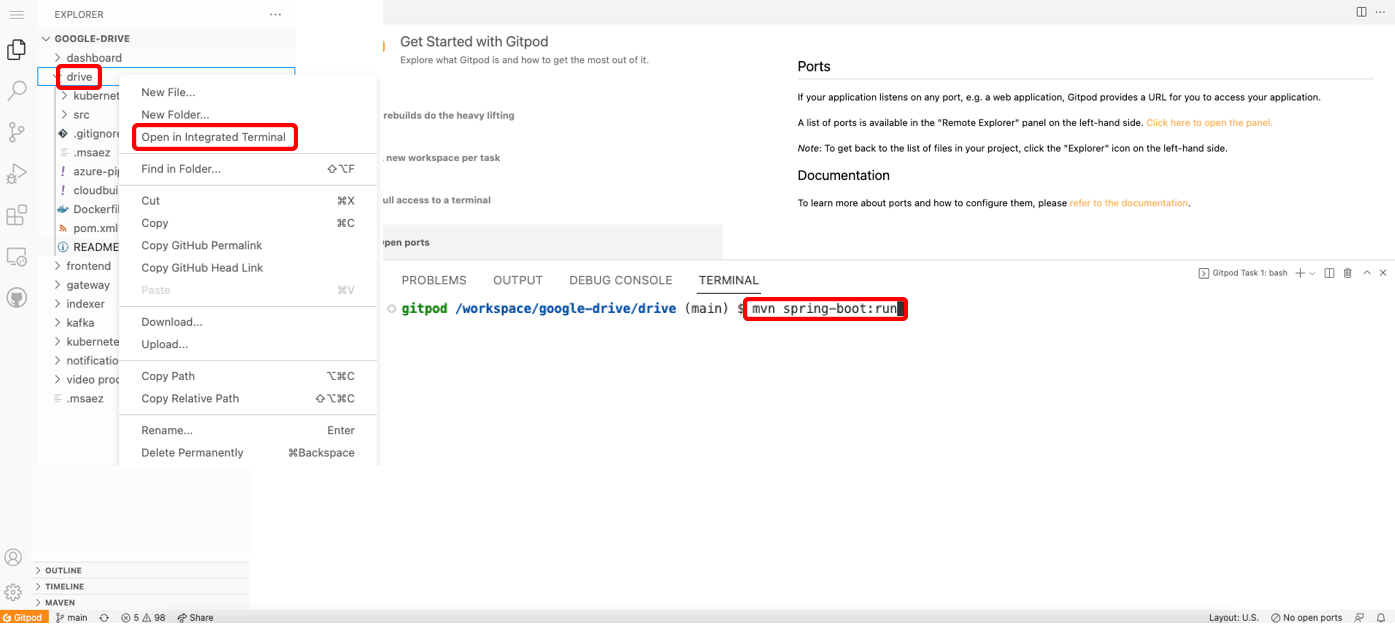 EXPLORER
GOOGLE-DRIVE
dashboard
drive
kubernet
src
.gitignore
.msaez
azure-pip
cloudbui
Dockerfil
pom.xml
README
frontend
gateway
indexer
kafka
kubernete
notificatio
video proc
.msaez
New File...
New Folder...
Open in Integrated Terminal
Find in Folder... ⇧⌥F
Cut ⌘X
Copy ⌘C
Copy GitHub Permalink
Copy GitHub Head Link
Paste ⌘V
Download...
Upload...
Copy Path ⌥⌘C
Copy Relative Path ⇧⌥⌘C
Rename... Enter
Delete Permanently ⌘Backspace
OUTLINE
TIMELINE
MAVEN
Get Started with Gitpod
Explore what Gitpod is and how to get the most out of it.
rebuilds do the heavy lifting
new workspace per task
ull access to a terminal
pen ports
Ports
If your application listens on any port, e.g. a web application, Gitpod provides a URL for you to access your application.
A list of ports is available in the "Remote Explorer" panel on the left-hand side. Click here to open the panel.
Note: To get back to the list of files in your project, click the "Explorer" icon on the left-hand side.
Documentation
To learn more about ports and how to configure them, please refer to the documentation.
PROBLEMS OUTPUT DEBUG CONSOLE TERMINAL
Gitpod Task 1: bash
gitpod /workspace/google-drive/drive (main) $ mvn spring-boot:run
Gitpod main 5 98 Share
Layout: U.S. No open ports